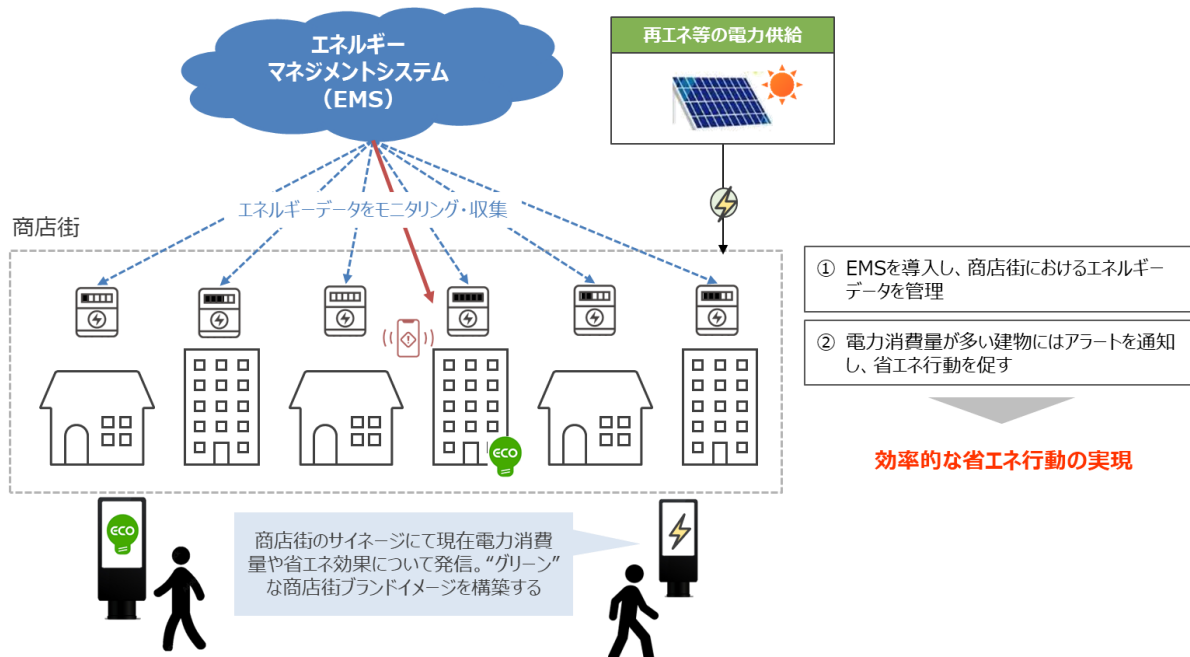 エネルギー
マネジメントシステム
（EMS）
再エネ等の電力供給
エネルギーデータをモニタリング・収集
商店街
① EMSを導入し、商店街におけるエネルギー
データを管理
② 電力消費量が多い建物にはアラートを通知
し、省エネ行動を促す
効率的な省エネ行動の実現
eco
eco
商店街のサイネージにて現在電力消費
量や省エネ効果について発信。“グリーン”
な商店街ブランドイメージを構築する